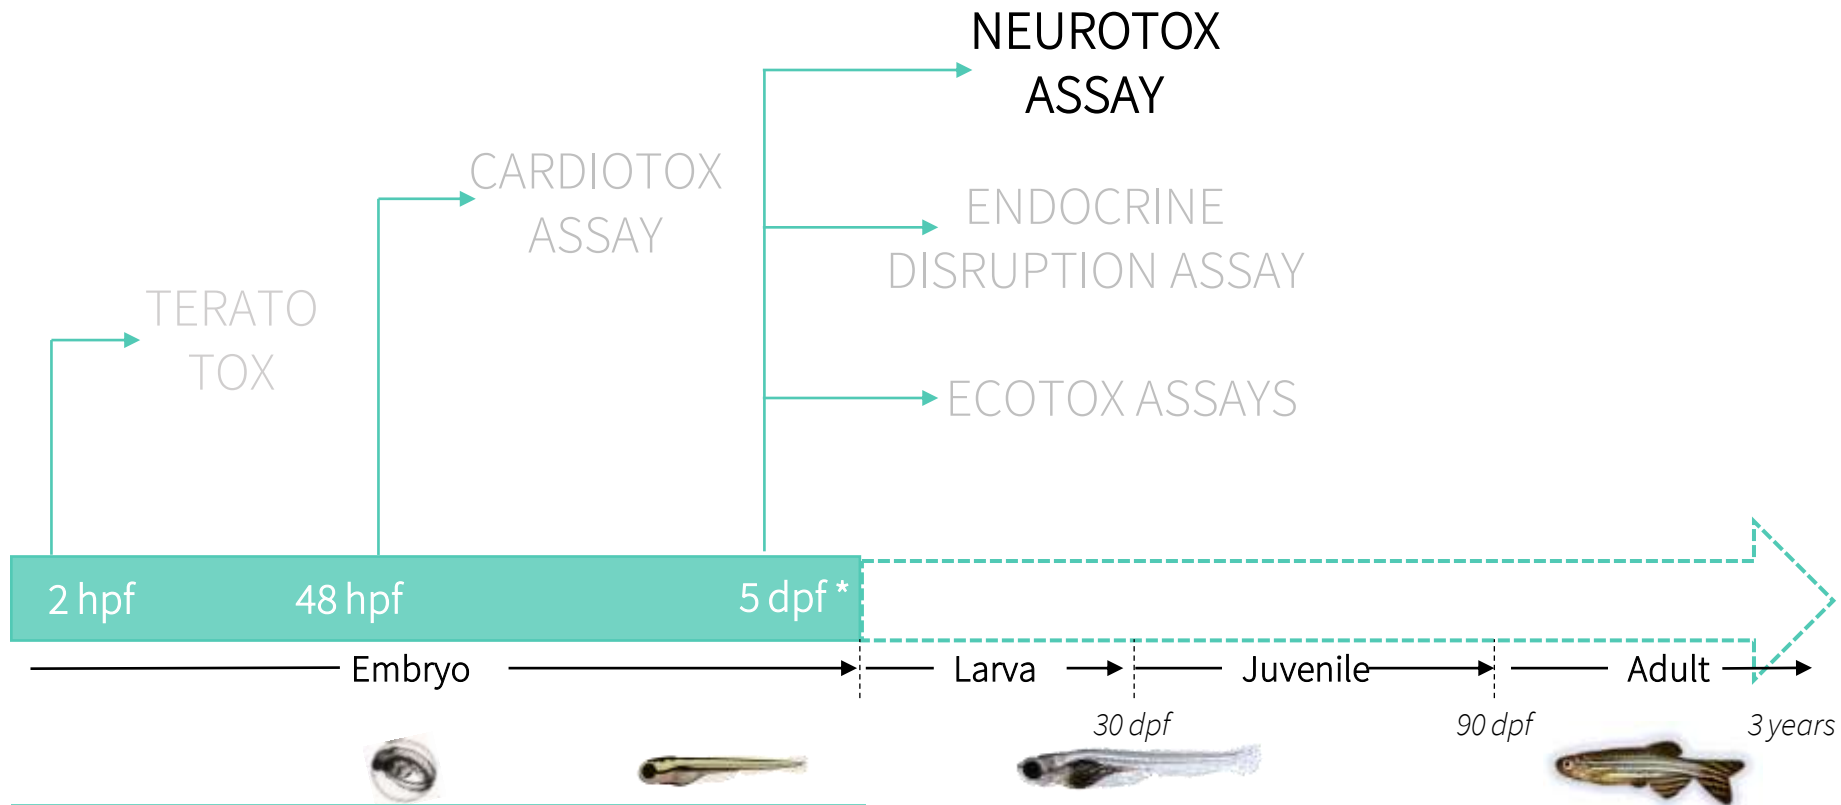 NEUROTOX
ASSAY
CARDIOTOX
ASSAY
ENDOCRINE
DISRUPTION ASSAY
TERATO
TOX
ECOTOX ASSAYS
2 hpf
48 hpf
5 dpf *
Embryo
Larva
Juvenile
Adult
30 dpf
90 dpf
3 years